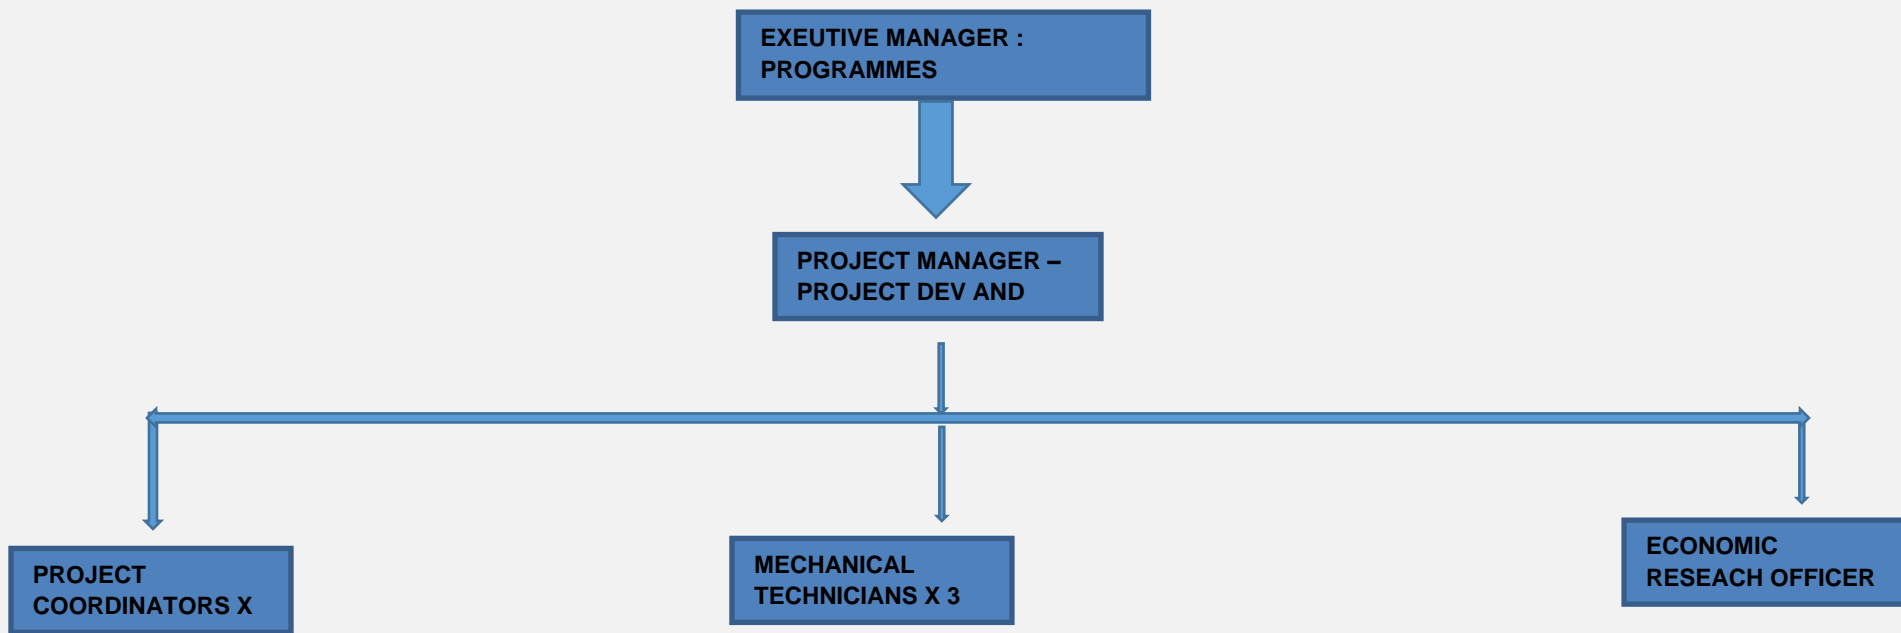 EXEUTIVE MANAGER :
PROGRAMMES
PROJECT MANAGER –
PROJECT DEV AND
PROJECT
COORDINATORS X
MECHANICAL
TECHNICIANS X 3
ECONOMIC
RESEACH OFFICER